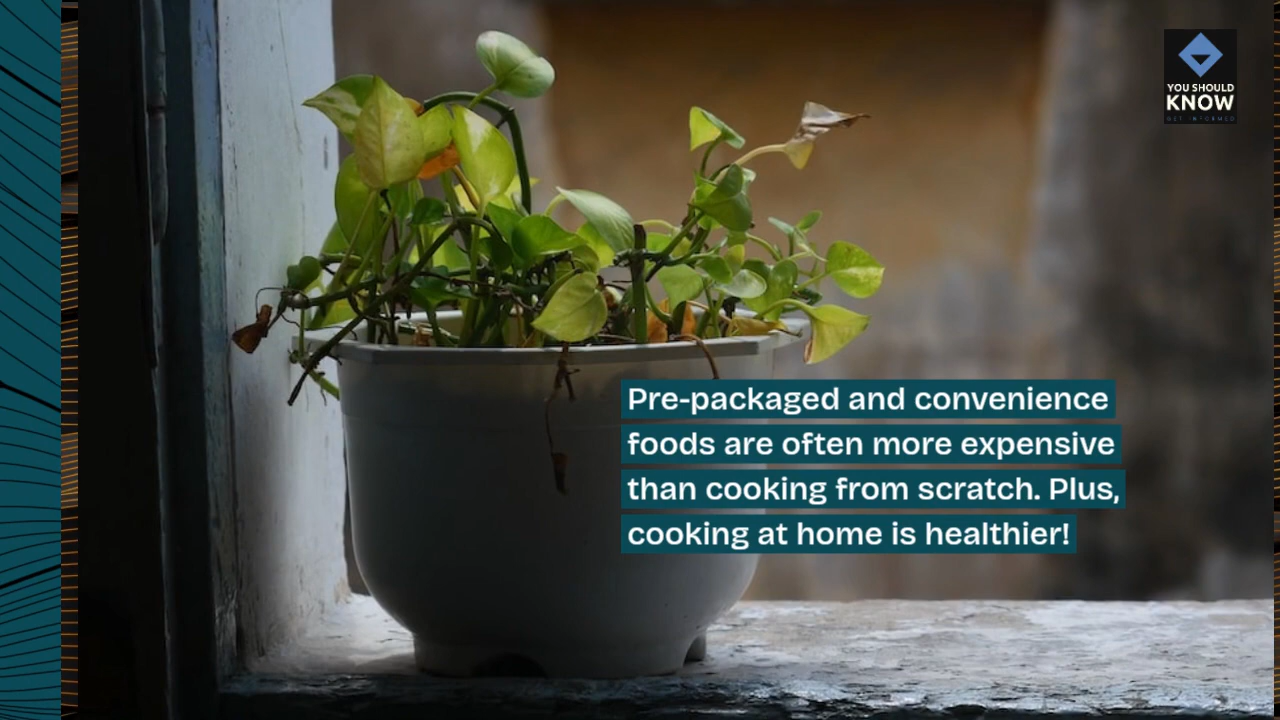 YOU SHOULD
KNOW
GET INFORMED
Pre-packaged and convenience
foods are often more expensive
than cooking from scratch. Plus,
cooking at home is healthier!